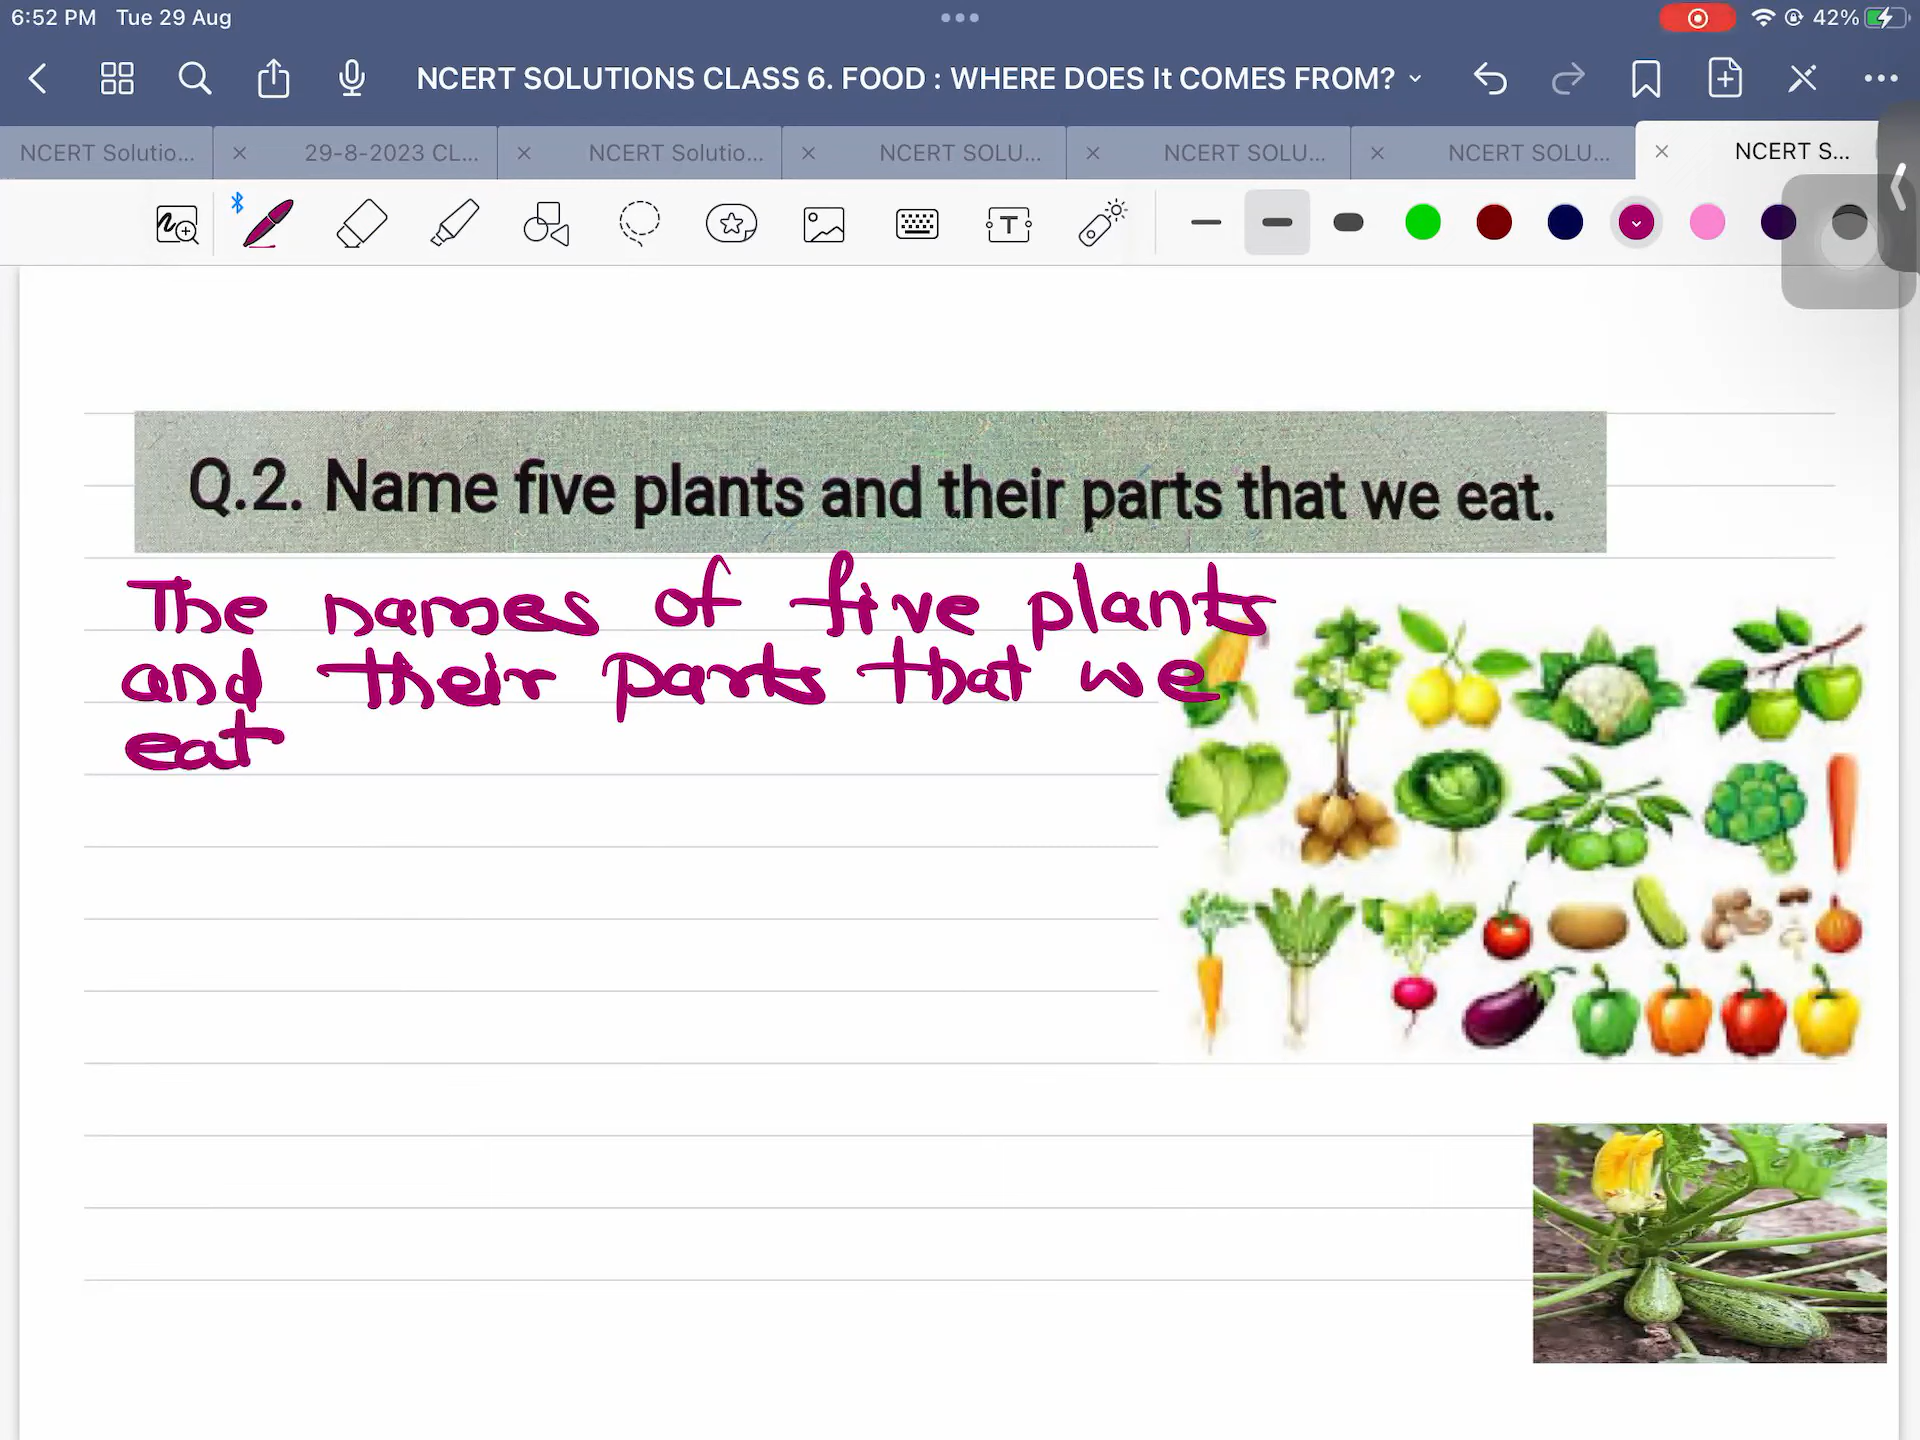 6:52 PM Tue 29 Aug
42%
NCERT SOLUTIONS CLASS 6. FOOD : WHERE DOES It COMES FROM?
NCERT Solutio... 29-8-2023 CL... NCERT Solutio... NCERT SOLU... NCERT SOLU... NCERT SOLU... NCERT S...
T
Q.2. Name five plants and their parts that we eat.
The names of five plants
and their parts that we
eat